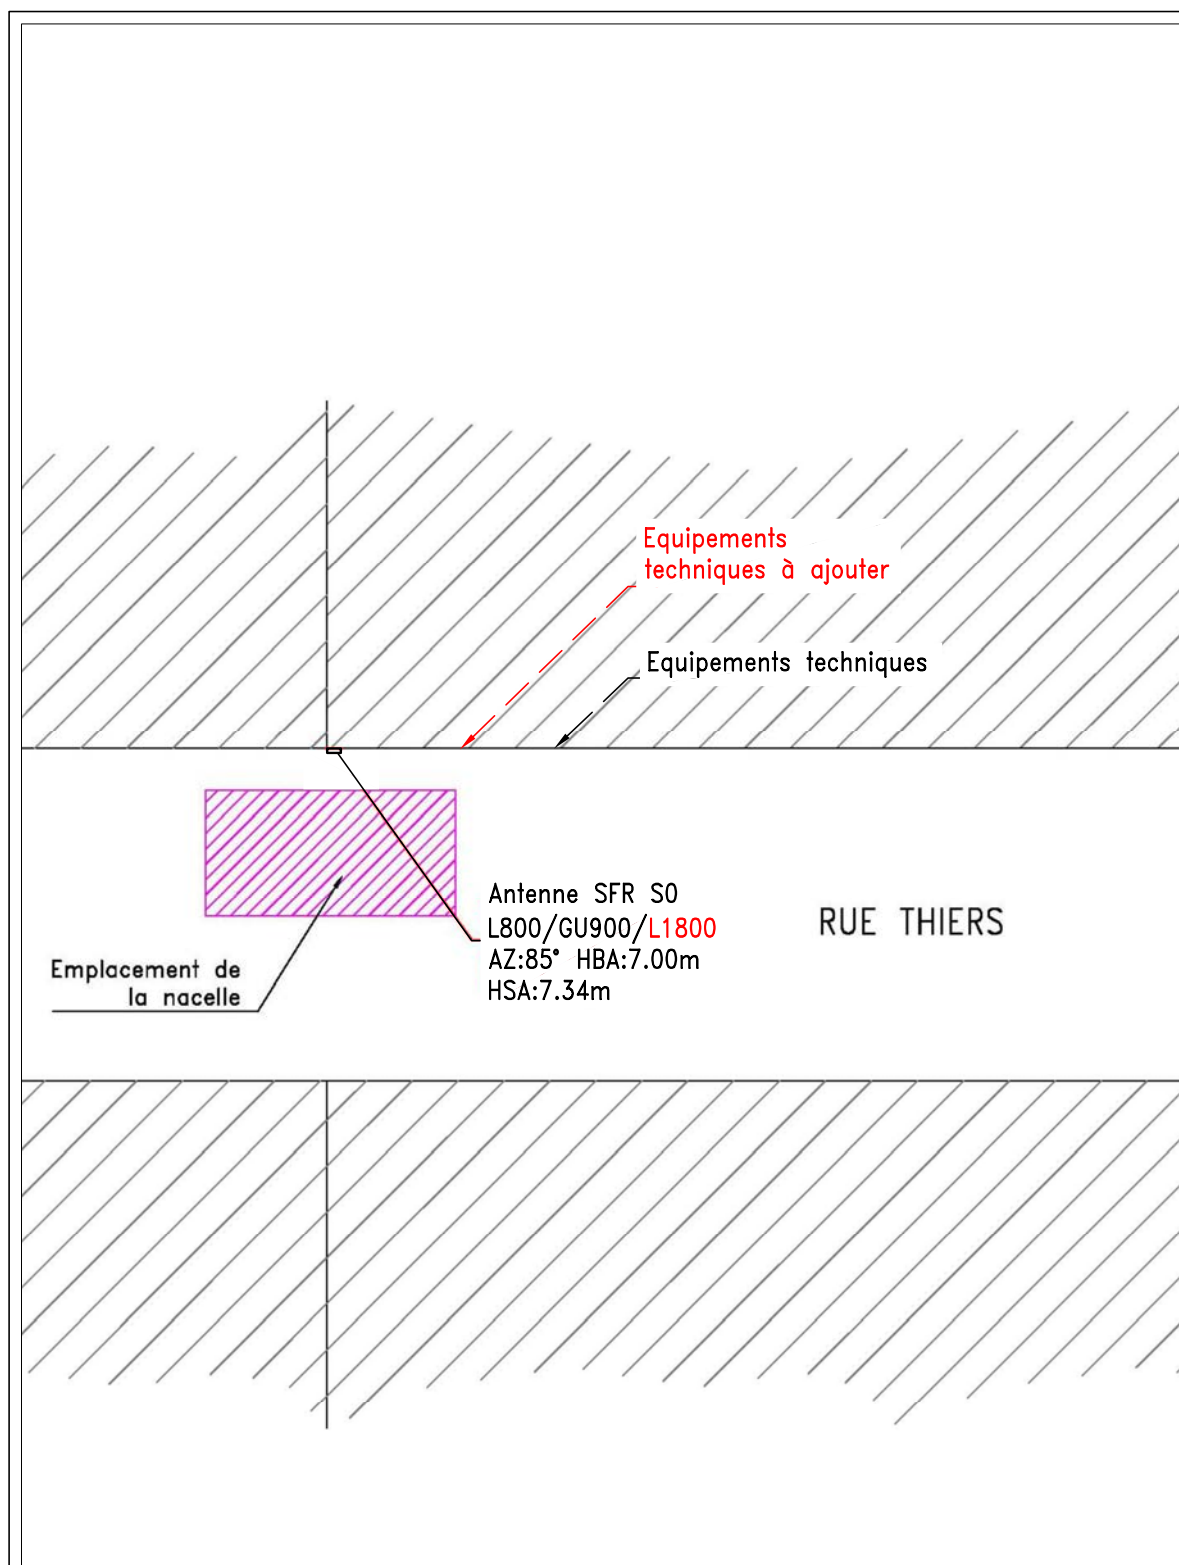 Equipements
techniques à ajouter
Equipements techniques
Antenne SFR S0
L800/GU900/L1800
AZ:85° HBA:7.00m
HSA:7.34m
RUE THIERS
Emplacement de
la nacelle